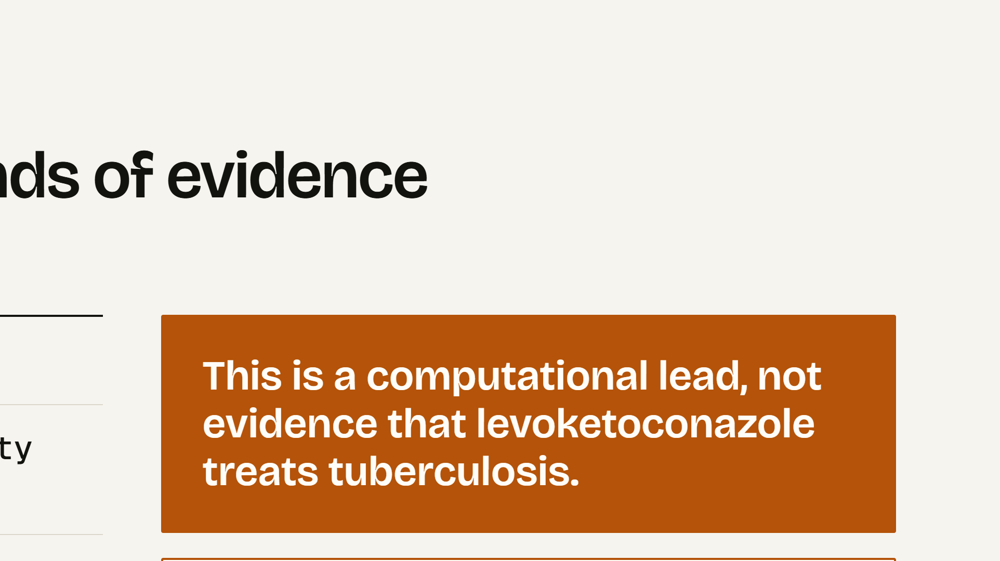 nds of evidence
This is a computational lead, not
evidence that levoketoconazole
treats tuberculosis.
ty